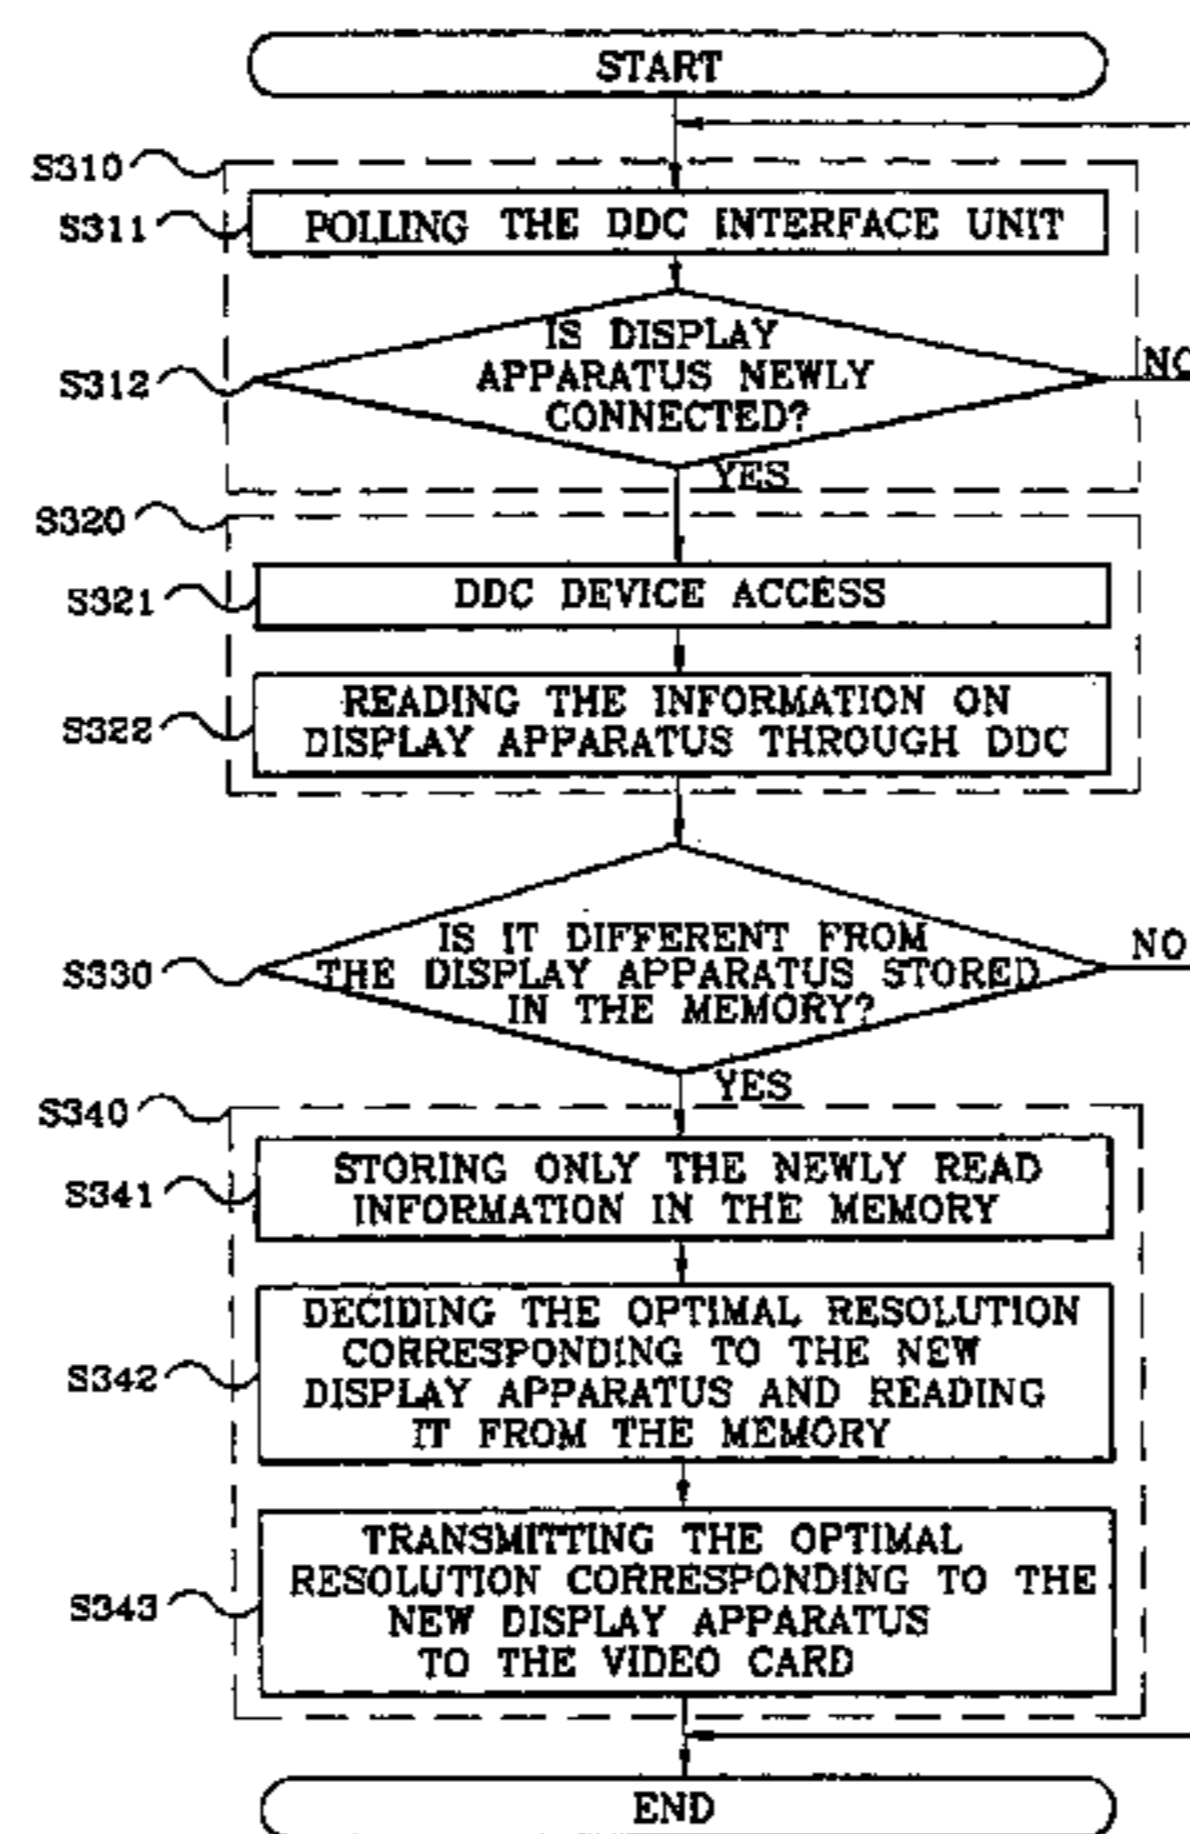 START
S310
S311
POLLING THE DDC INTERFACE UNIT
IS DISPLAY
APPARATUS NEWLY
CONNECTED?
S312
NO
YES
S320
S321
DDC DEVICE ACCESS
S322
READING THE INFORMATION ON
DISPLAY APPARATUS THROUGH DDC
S330
IS IT DIFFERENT FROM
THE DISPLAY APPARATUS STORED
IN THE MEMORY?
NO
YES
S340
S341
STORING ONLY THE NEWLY READ
INFORMATION IN THE MEMORY
S342
DECIDING THE OPTIMAL RESOLUTION
CORRESPONDING TO THE NEW
DISPLAY APPARATUS AND READING
IT FROM THE MEMORY
S343
TRANSMITTING THE OPTIMAL
RESOLUTION CORRESPONDING TO THE
NEW DISPLAY APPARATUS
TO THE VIDEO CARD
END